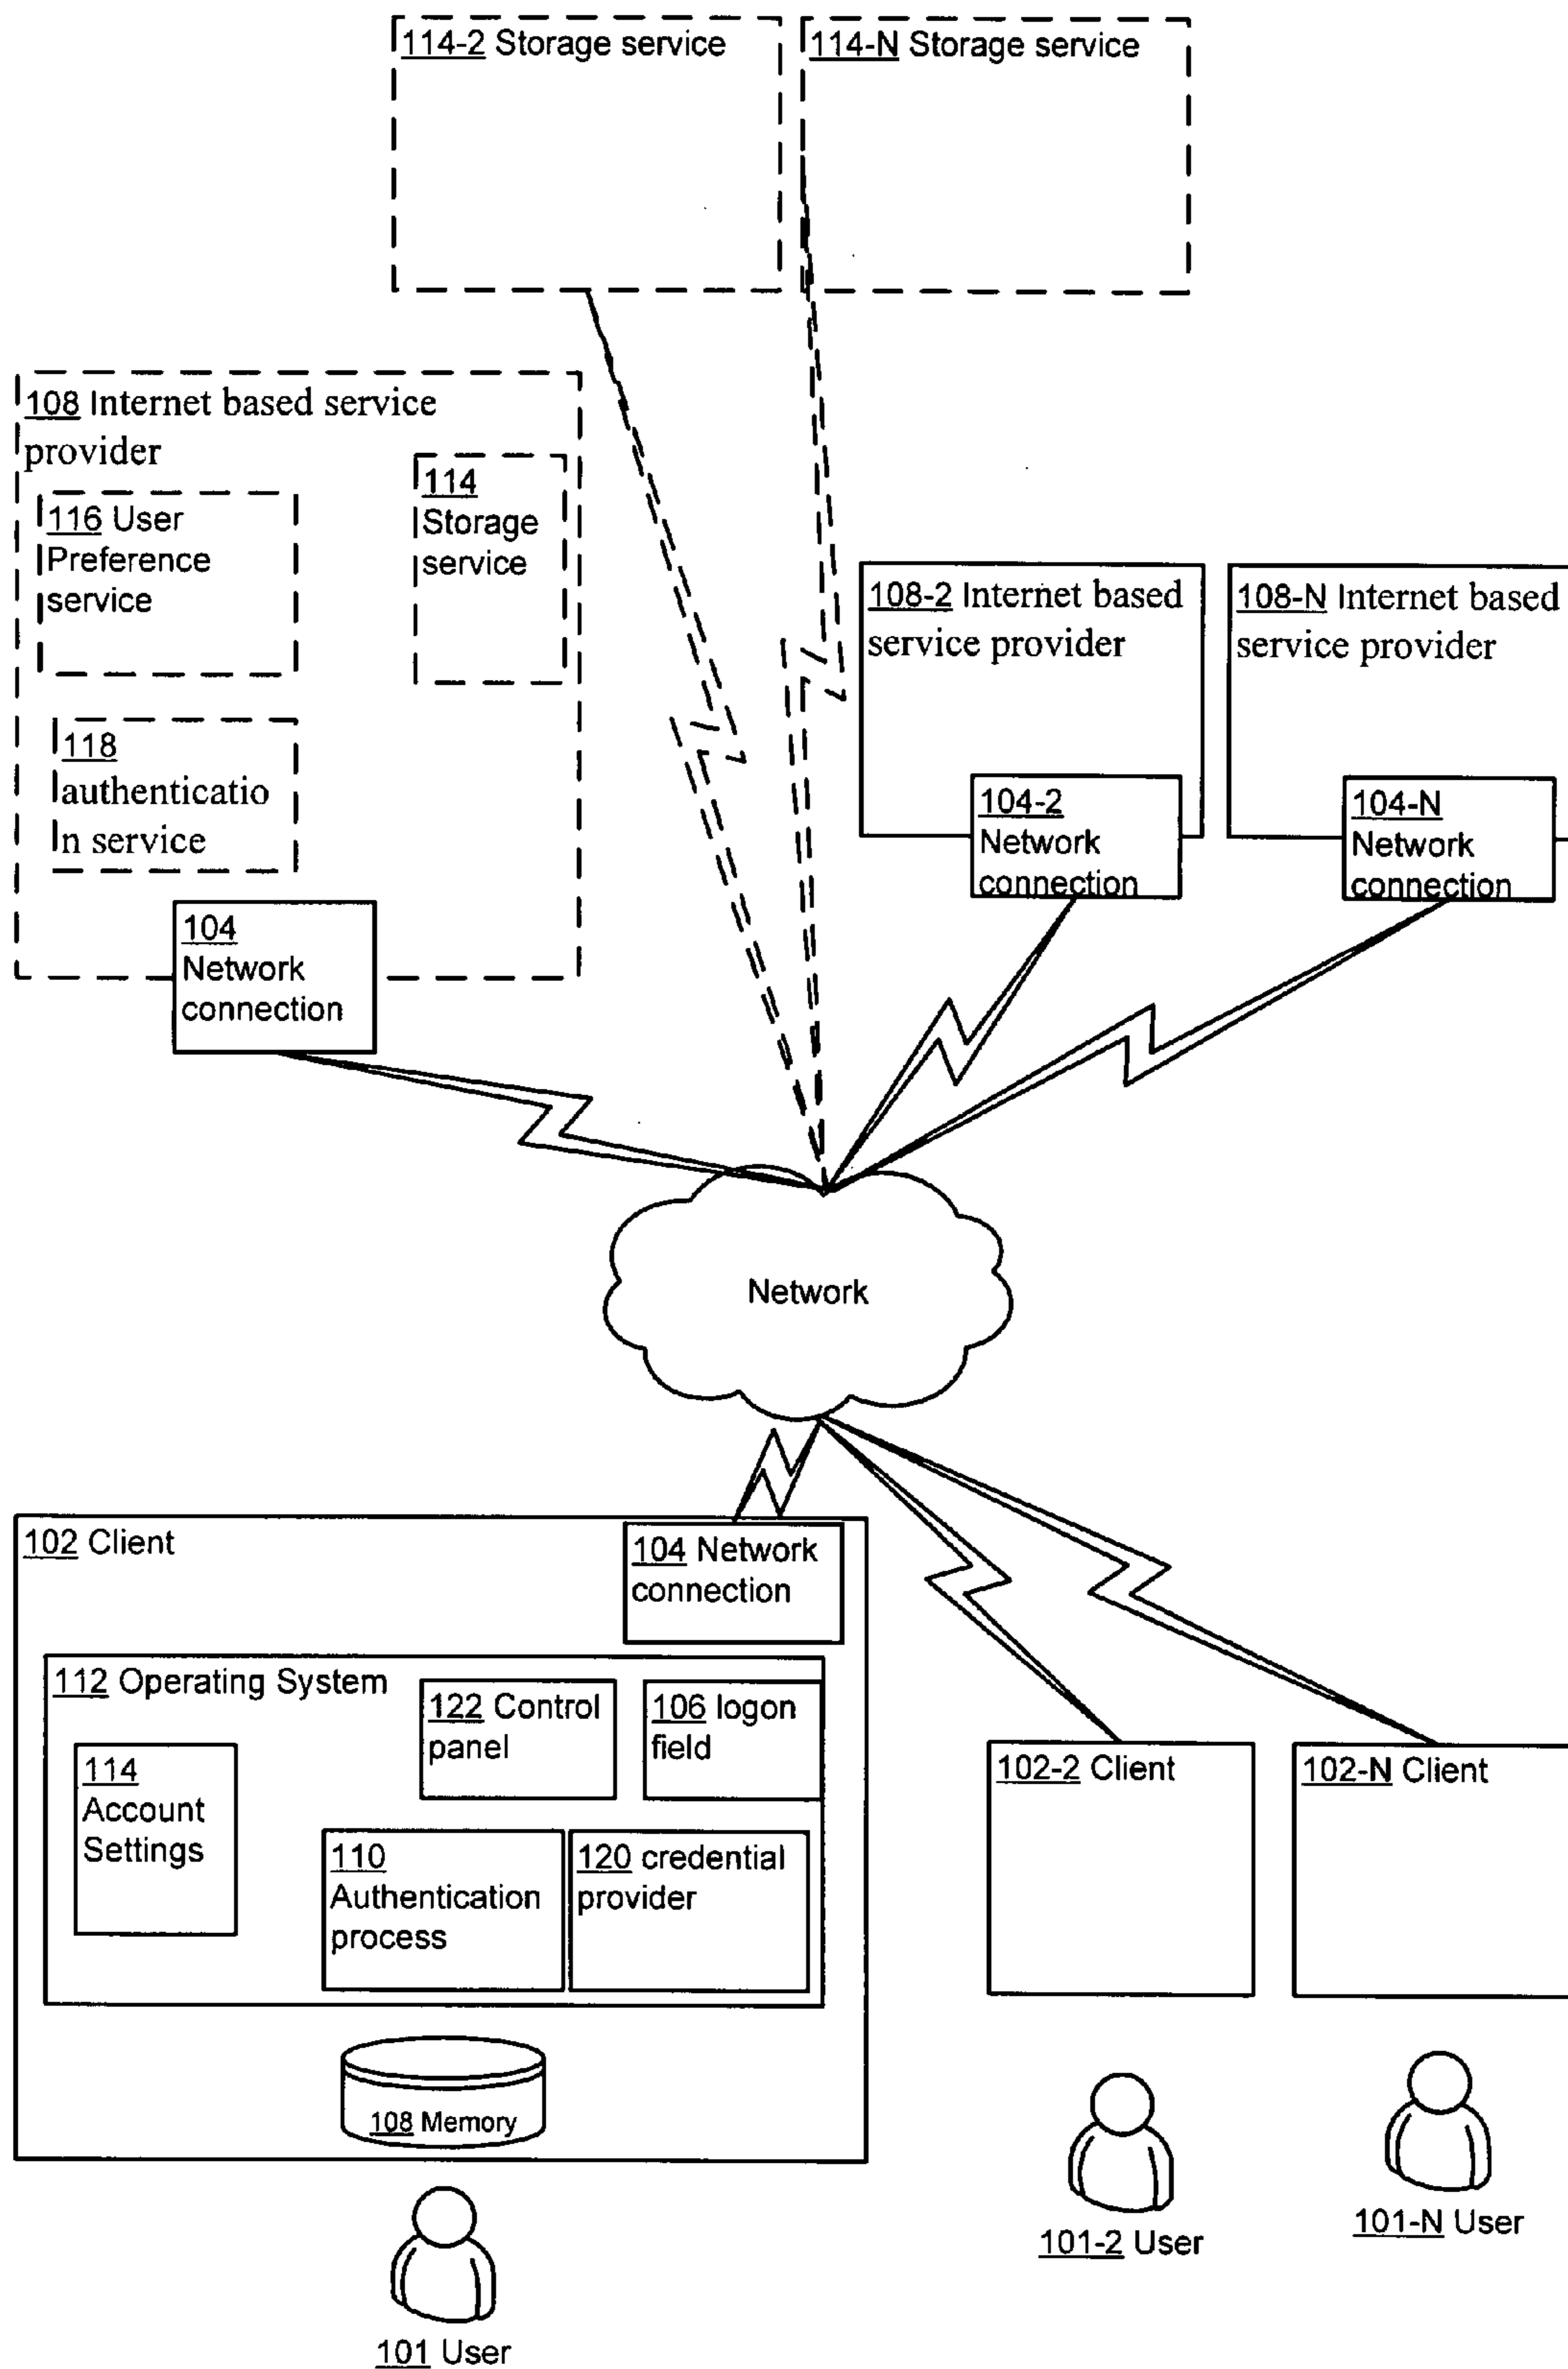 114-2 Storage service
114-N Storage service
108 Internet based service
provider
116 User
Preference
service
114
Storage
service
118
authenticatio
n service
104
Network
connection
108-2 Internet based
service provider
104-2
Network
connection
108-N Internet based
service provider
104-N
Network
connection
Network
102 Client
104 Network
connection
112 Operating System
122 Control
panel
106 logon
field
114
Account
Settings
110
Authentication
process
120 credential
provider
108 Memory
101 User
102-2 Client
102-N Client
101-2 User
101-N User